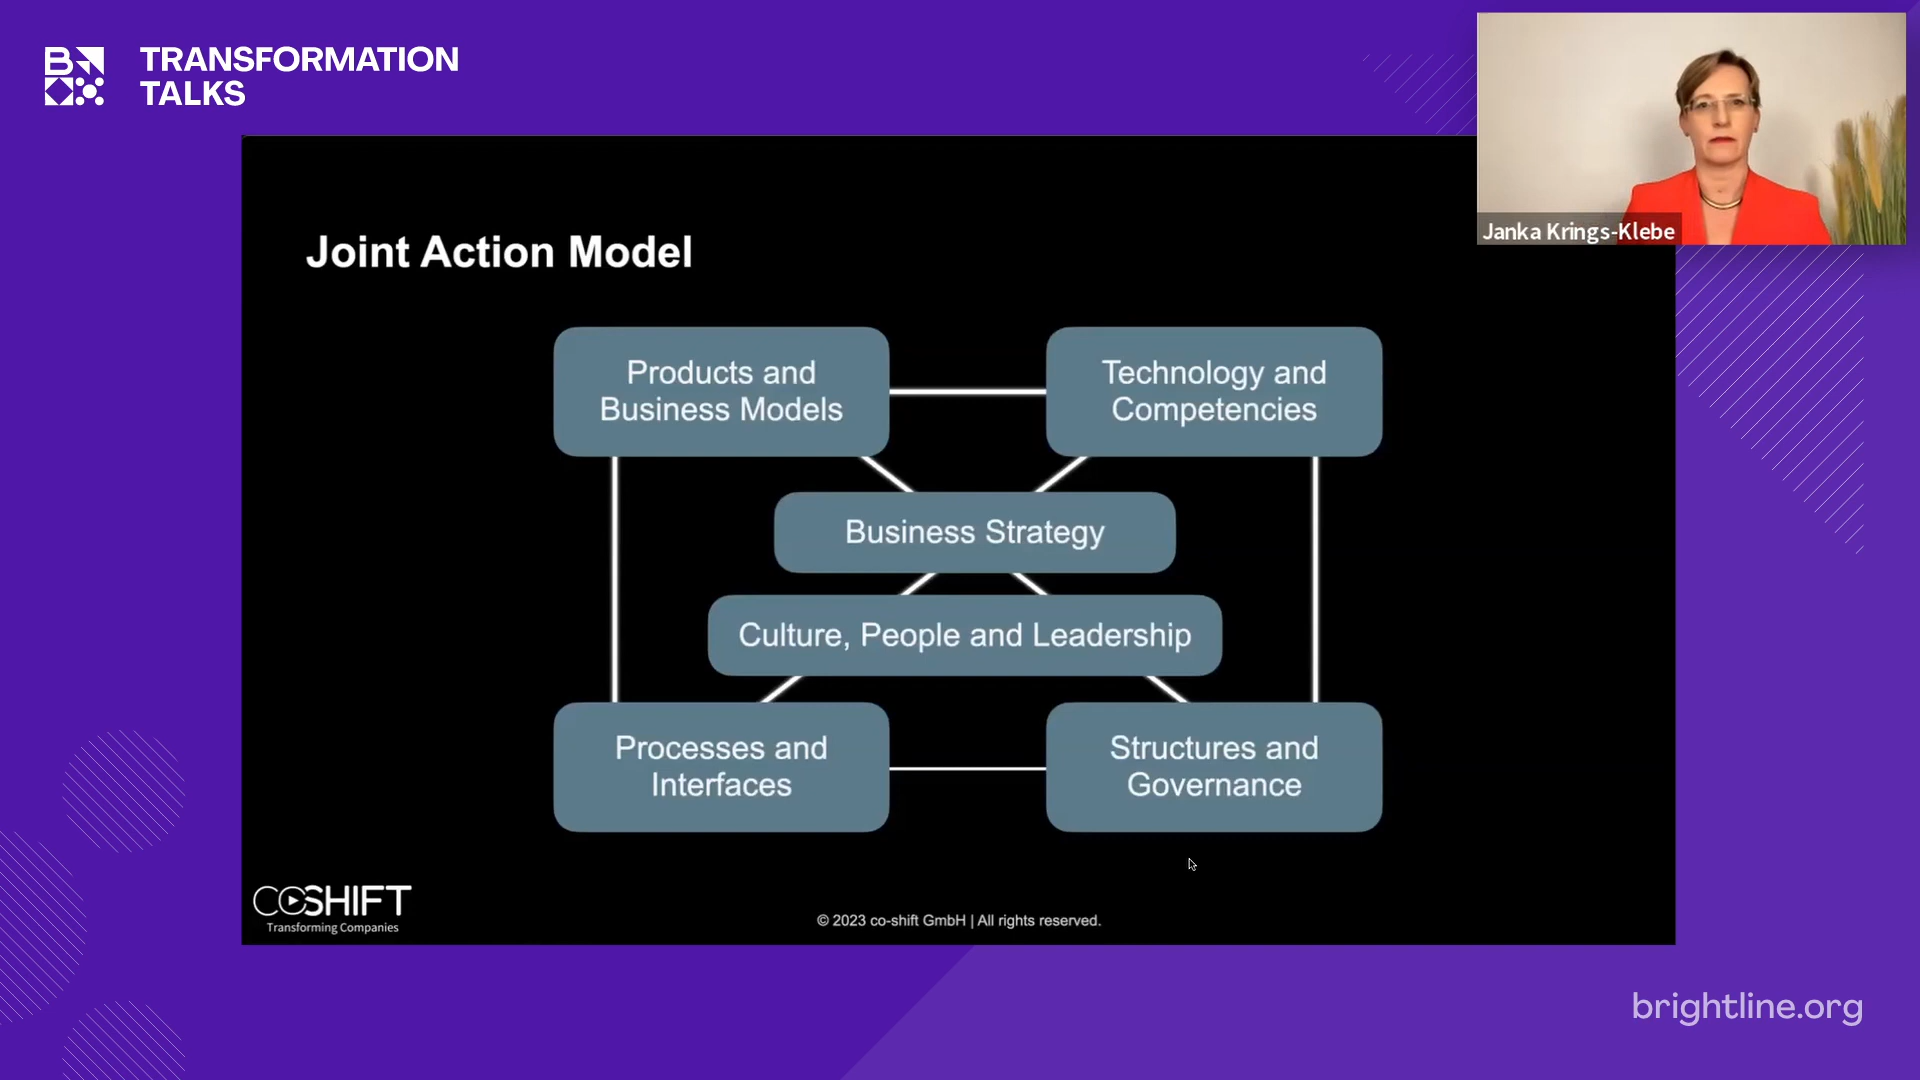 TRANSFORMATION
TALKS
Janka Krings-Klebe
Joint Action Model
Products and
Business Models
Technology and
Competencies
Business Strategy
Culture, People and Leadership
Processes and
Interfaces
Structures and
Governance
COSHIFT
Transforming Companies
© 2023 co-shift GmbH | All rights reserved.
brightline.org